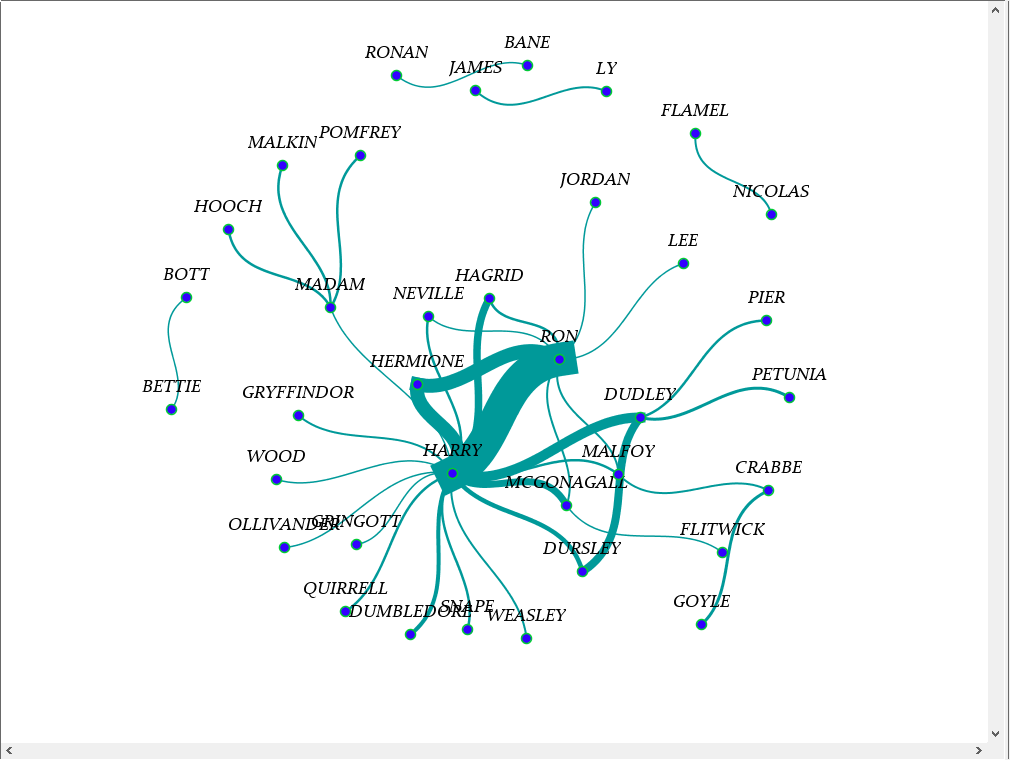 BANE
RONAN
JAMES
LY
FLAMEL
POMFREY
MALKIN
JORDAN
NICOLAS
HOOCH
LEE
BOTT
HAGRID
MADAM
NEVILLE
PIER
RON
HERMIONE
PETUNIA
BETTIE
GRYFFINDOR
DUDLEY
HARRY
MALFOY
WOOD
CRABBE
MCGONAGALL
OLLIVANDER
GRINGOTT
FLITWICK
DURSLEY
QUIRRELL
GOYLE
SNAPE
DUMBLEDORE
WEASLEY